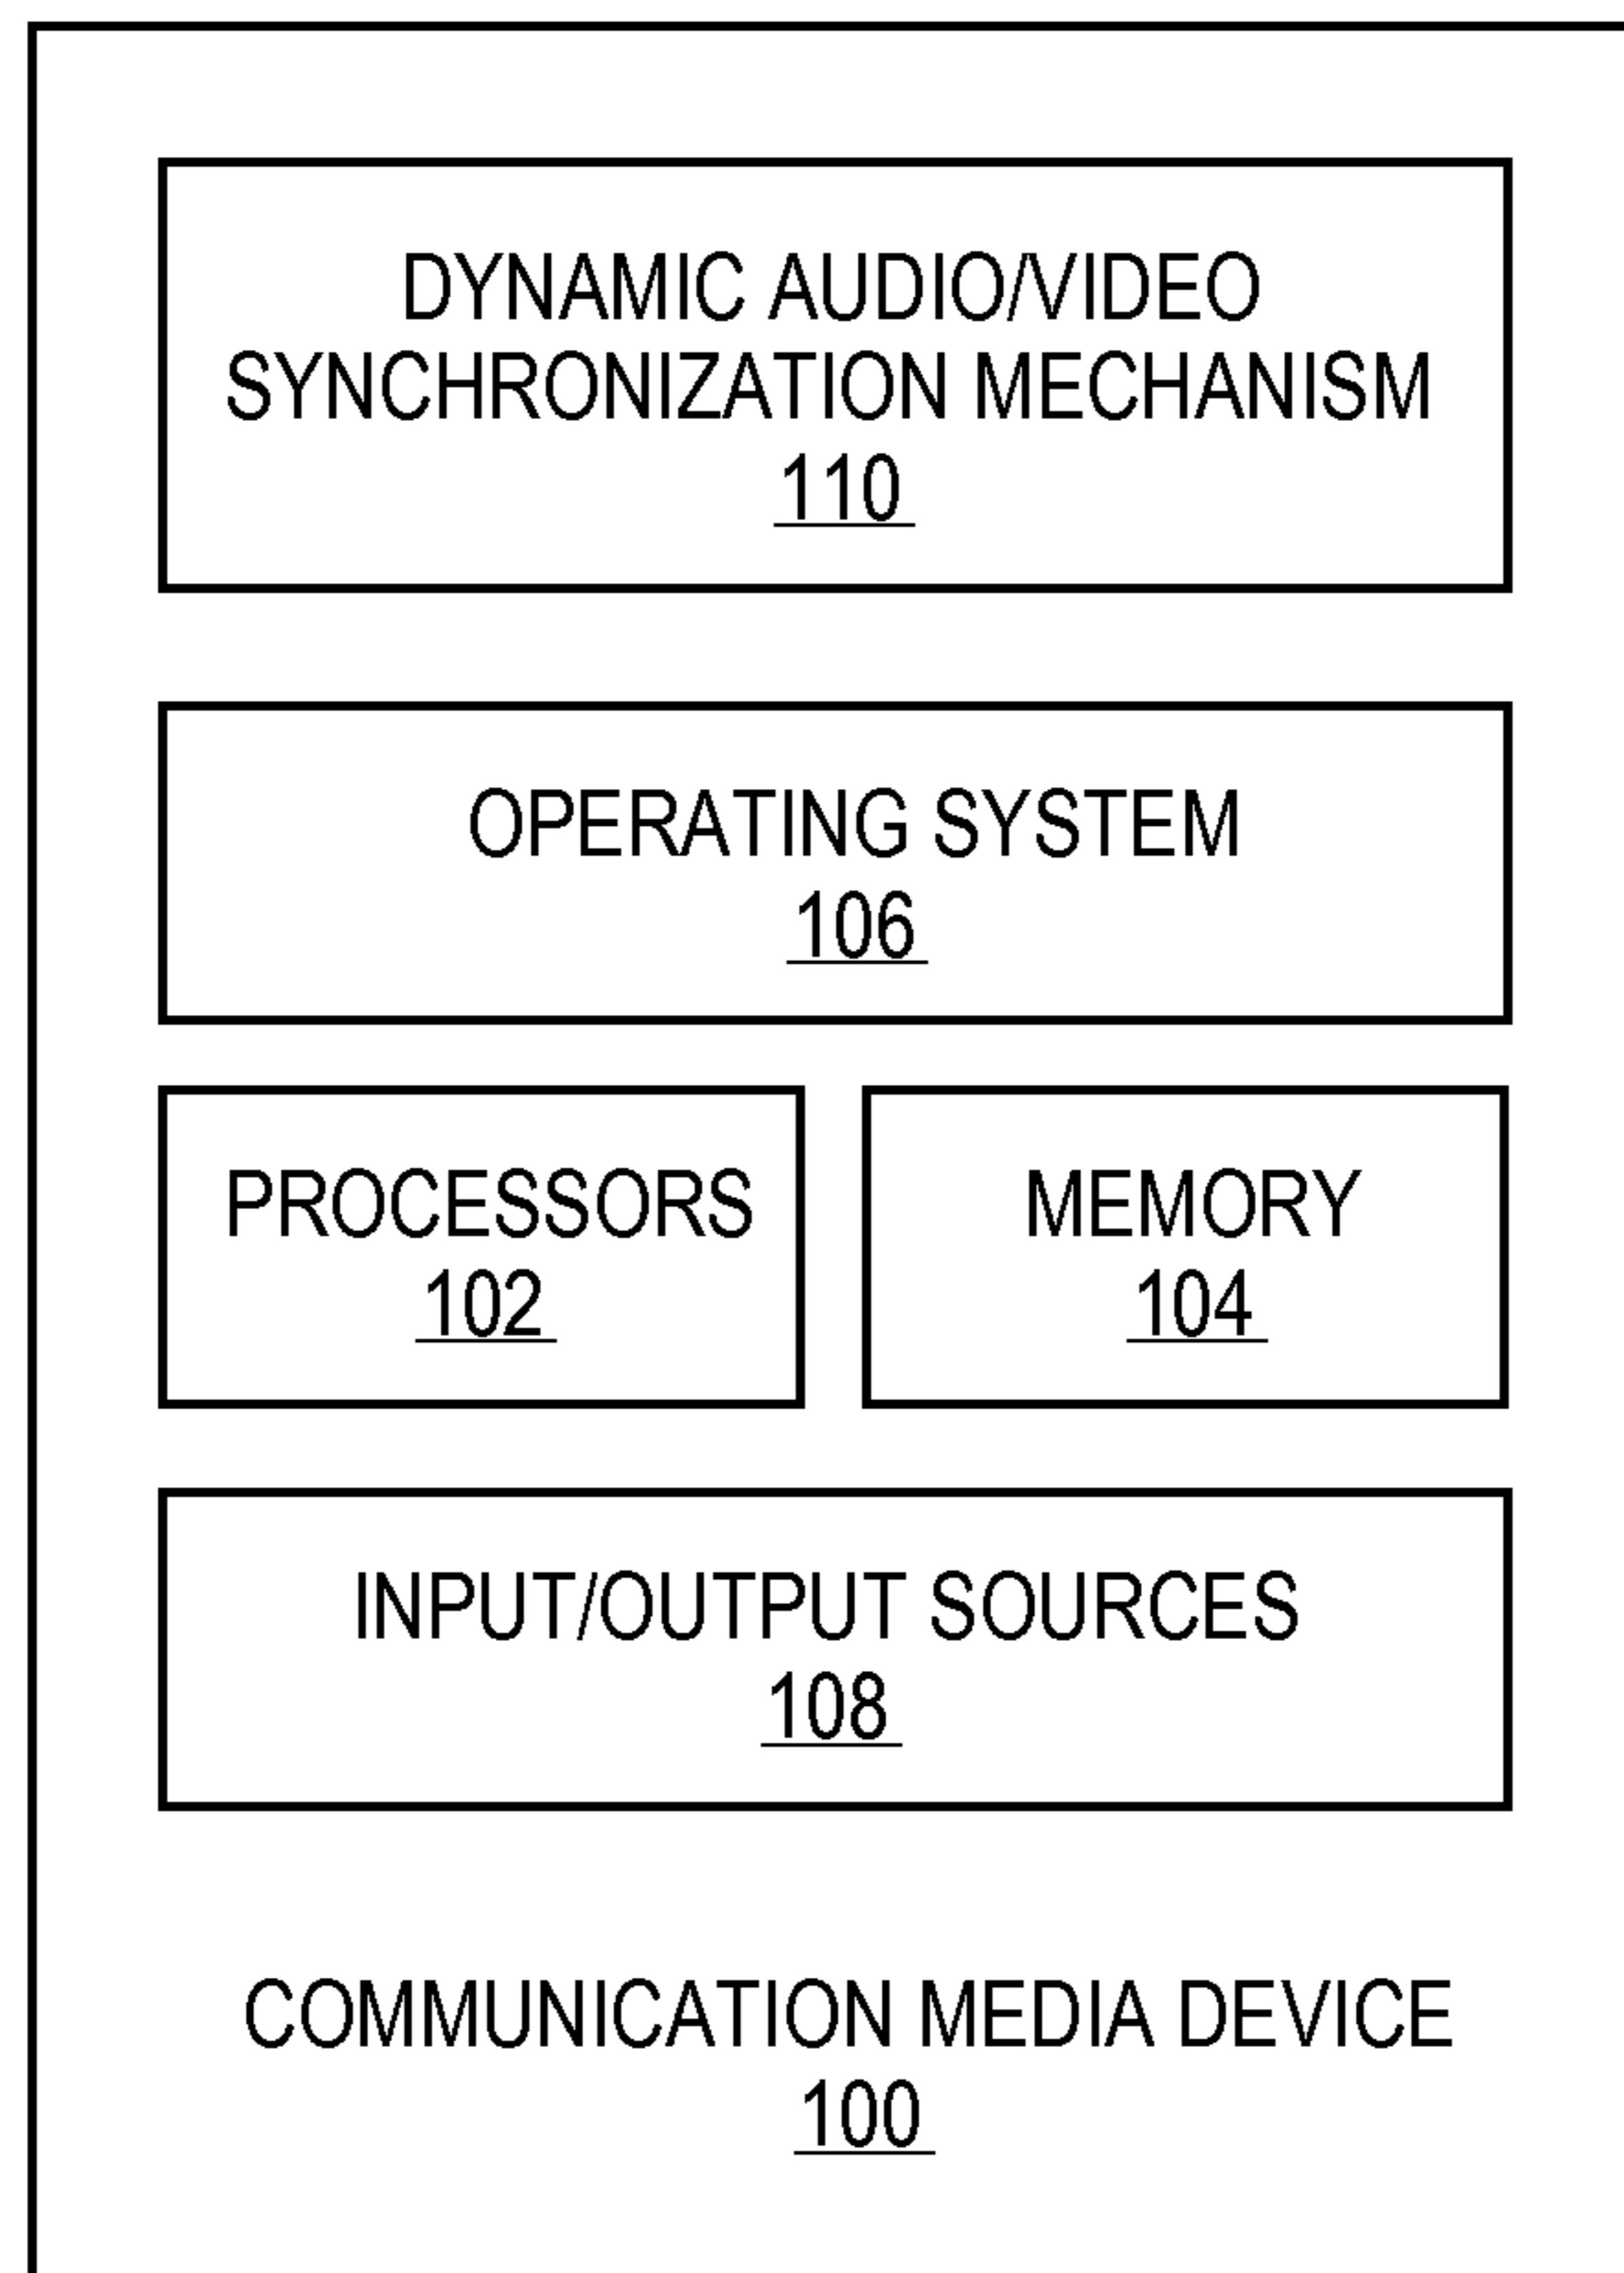 DYNAMIC AUDIO/VIDEO
SYNCHRONIZATION MECHANISM
110
OPERATING SYSTEM
106
PROCESSORS
102
MEMORY
104
INPUT/OUTPUT SOURCES
108
COMMUNICATION MEDIA DEVICE
100